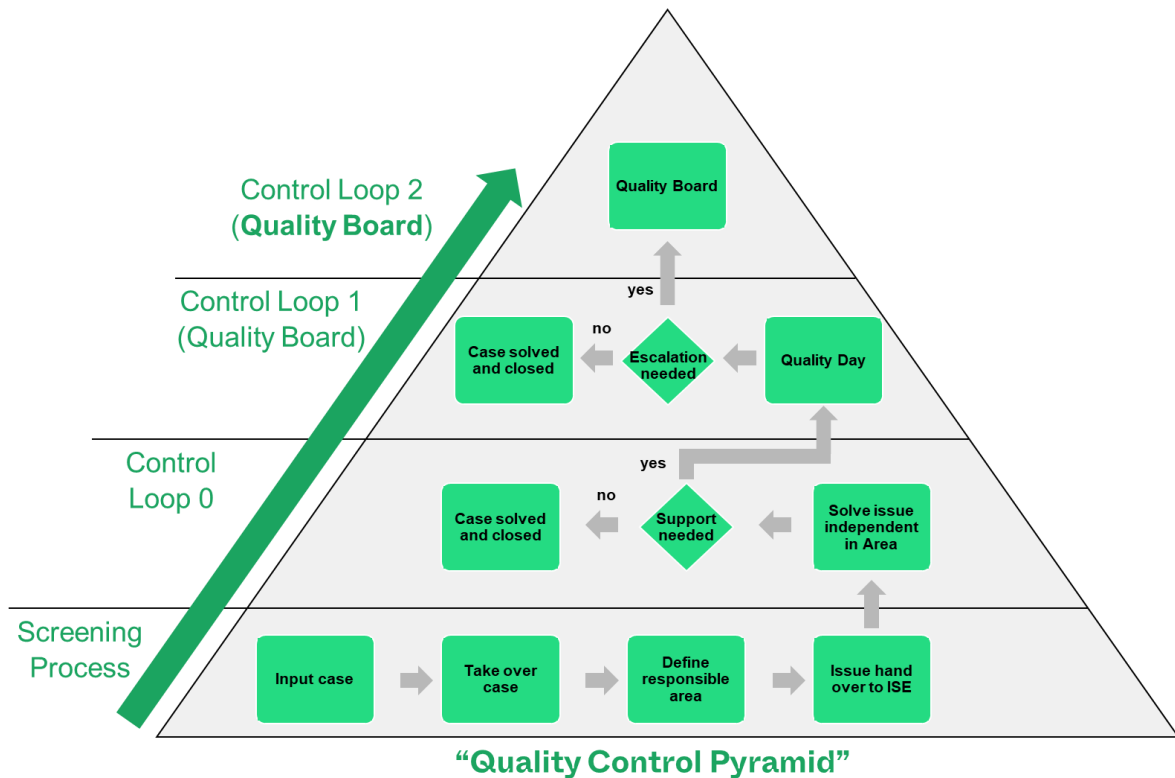 Control Loop 2
(Quality Board)
Quality Board
yes
Control Loop 1
(Quality Board)
Case solved
and closed
no
Escalation
needed
Quality Day
Control
Loop 0
yes
Case solved
and closed
no
Support
needed
Solve issue
independent
in Area
Screening
Process
Input case
Take over
case
Define
responsible
area
Issue hand
over to ISE
“Quality Control Pyramid”